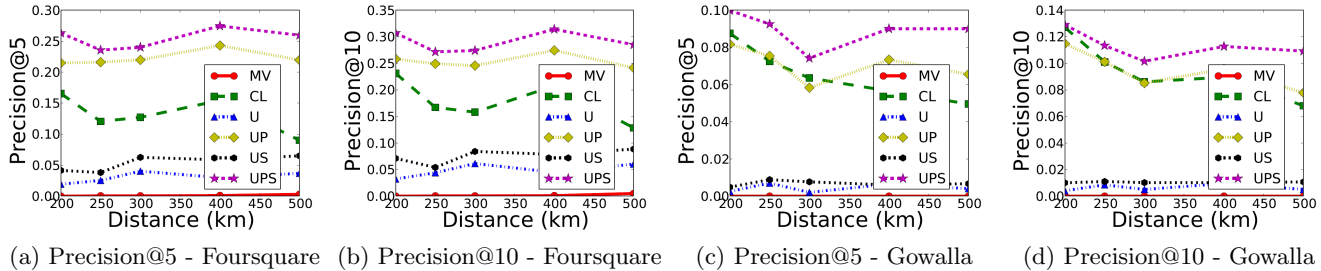 0.30
0.25
0.20
0.15
0.10
0.05
0.00
Precision@5
200 250 300 350 400 450 500
Distance (km)
MV
CL
U
UP
US
UPS
(a) Precision@5 - Foursquare
0.35
0.30
0.25
0.20
0.15
0.10
0.05
0.00
Precision@10
200 250 300 350 400 450 500
Distance (km)
MV
CL
U
UP
US
UPS
(b) Precision@10 - Foursquare
0.10
0.08
0.06
0.04
0.02
0.00
Precision@5
200 250 300 350 400 450 500
Distance (km)
MV
CL
U
UP
US
UPS
(c) Precision@5 - Gowalla
0.14
0.12
0.10
0.08
0.06
0.04
0.02
0.00
Precision@10
200 250 300 350 400 450 500
Distance (km)
MV
CL
U
UP
US
UPS
(d) Precision@10 - Gowalla